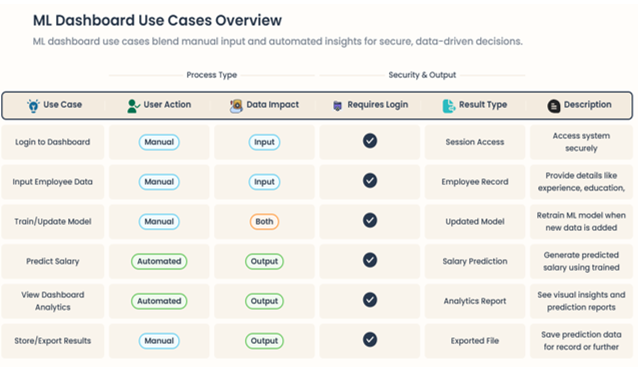 ML Dashboard Use Cases Overview
ML dashboard use cases blend manual input and automated insights for secure, data-driven decisions.
Process Type Security & Output
Use Case User Action Data Impact Requires Login Result Type Description
Login to Dashboard Manual Input Session Access Access system
securely
Input Employee Data Manual Input Employee Record Provide details like
experience, education,
Train/Update Model Manual Both Updated Model Retrain ML model when
new data is added
Predict Salary Automated Output Salary Prediction Generate predicted
salary using trained
View Dashboard
Analytics Automated Output Analytics Report See visual insights and
prediction reports
Store/Export Results Manual Output Exported File Save prediction data
for record or further